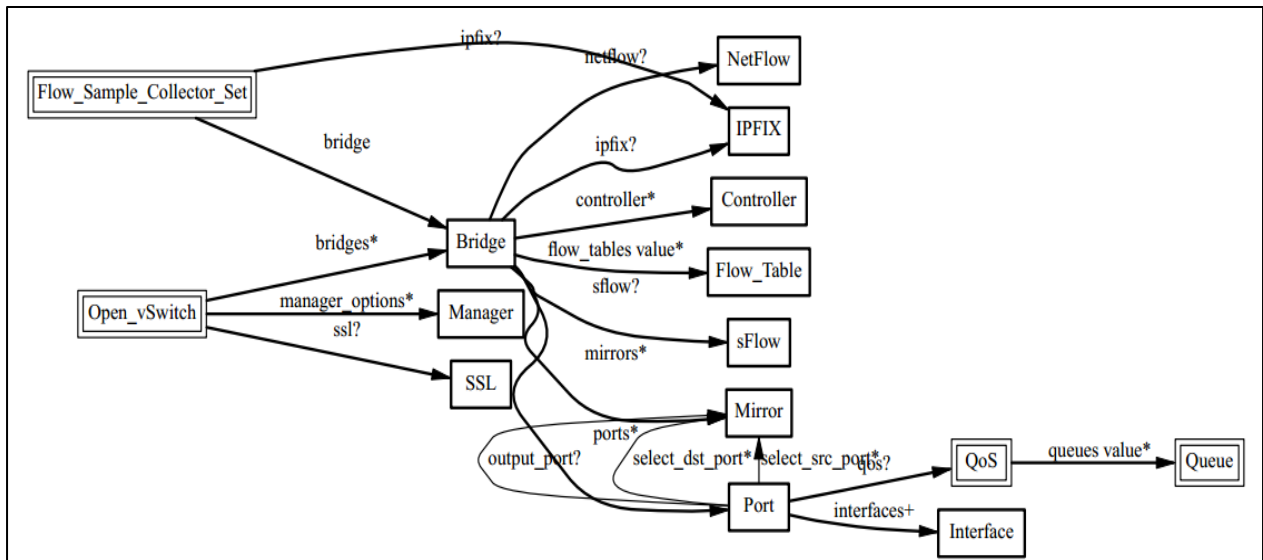 ipfix?
netflow?
NetFlow
Flow_Sample_Collector_Set
IPFIX
bridge
ipfix?
controller*
Controller
bridges*
Bridge
flow_tables value*
Flow_Table
sflow?
Open_vSwitch
manager_options*
Manager
ssl?
sFlow
mirrors*
SSL
Mirror
ports*
output_port?
select_dst_port*
select_src_port*
qos?
QoS
queues value*
Queue
Port
interfaces+
Interface